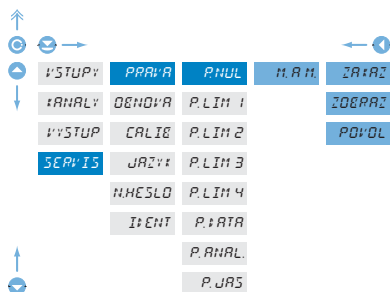 VSTUPY PRAVA P.NUL M.A.M. ZAKAZ
KANALY OBNOVA P.LIM 1 ZOBRAZ
VYSTUP CALIB P.LIM 2 POVOL
SERVIS JAZYK P.LIM 3
N.HESLO P.LIM 4
IDENT P.DATA
P.ANAL.
P.JAS